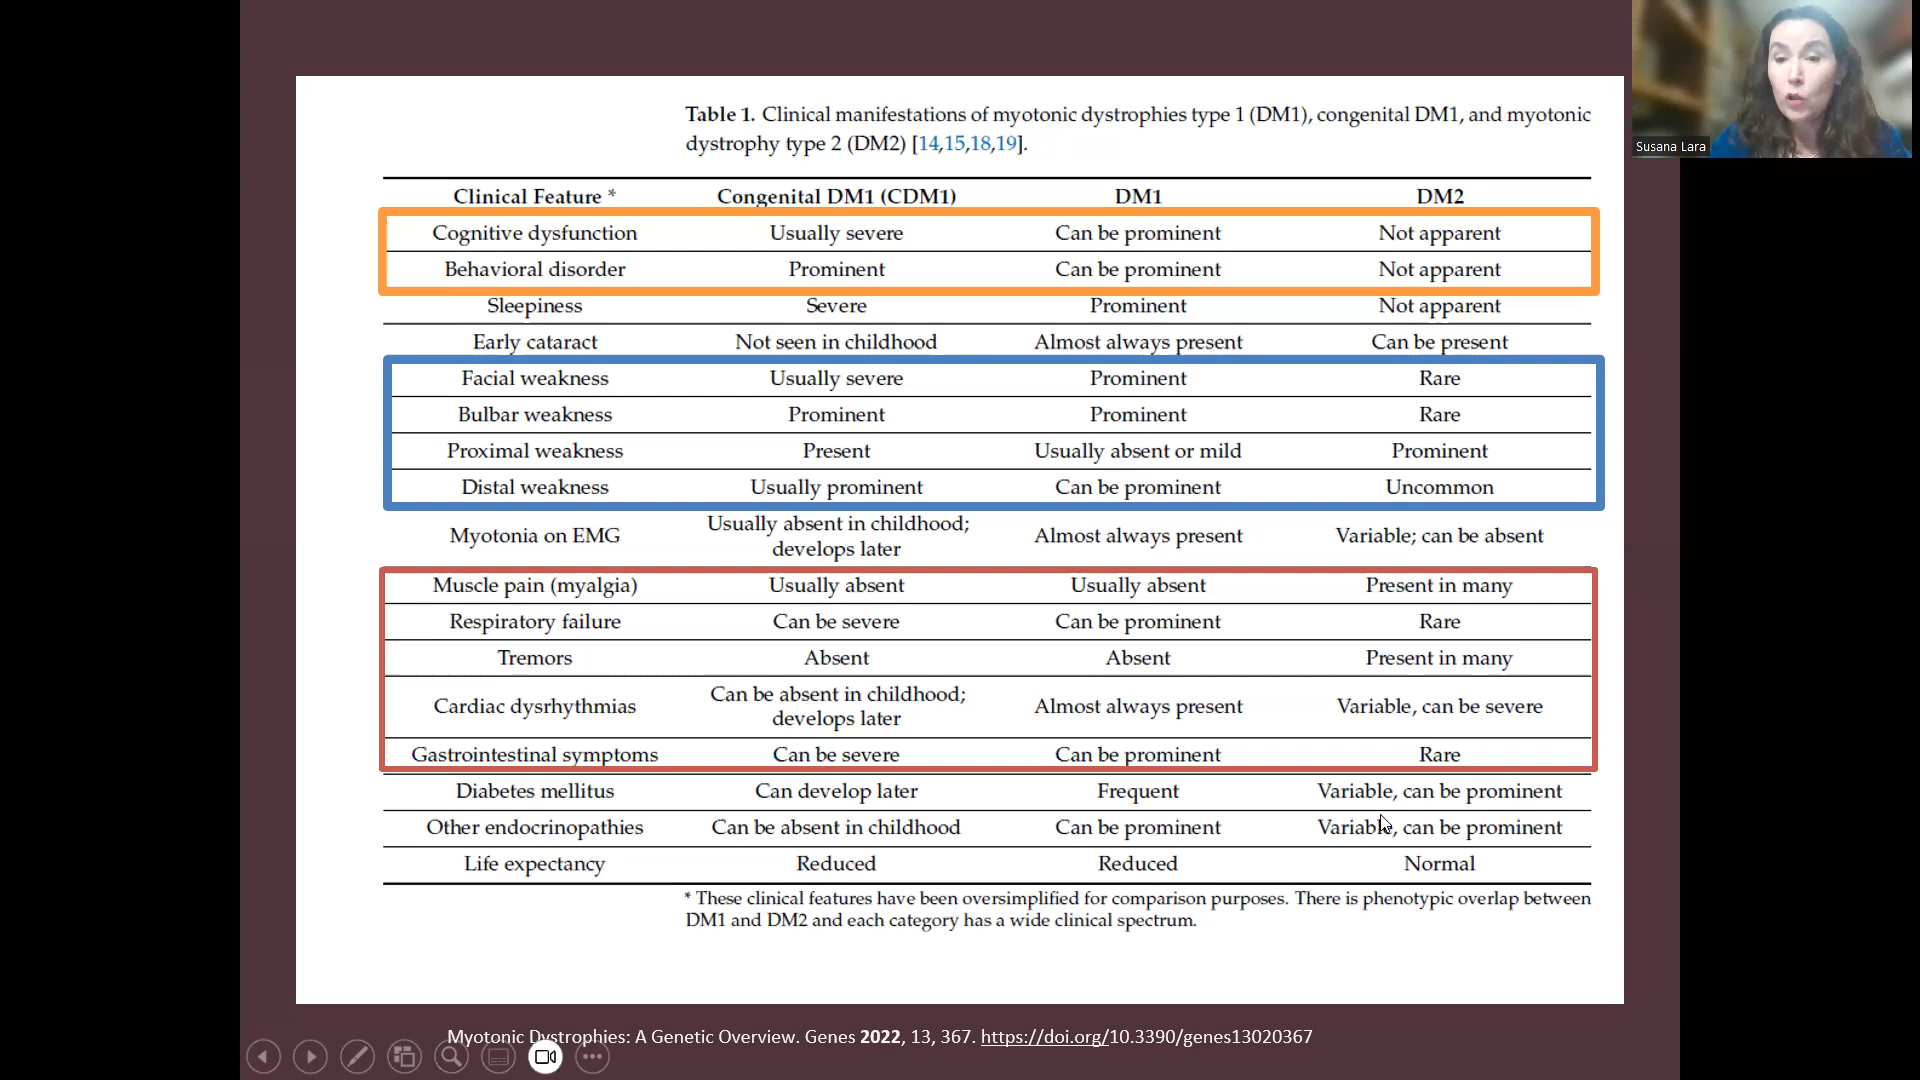 Table 1. Clinical manifestations of myotonic dystrophies type 1 (DM1), congenital DM1, and myotonic
dystrophy type 2 (DM2) [14,15,18,19].
Susana Lara
Clinical Feature * Congenital DM1 (CDM1) DM1 DM2
Cognitive dysfunction Usually severe Can be prominent Not apparent
Behavioral disorder Prominent Can be prominent Not apparent
Sleepiness Severe Prominent Not apparent
Early cataract Not seen in childhood Almost always present Can be present
Facial weakness Usually severe Prominent Rare
Bulbar weakness Prominent Prominent Rare
Proximal weakness Present Usually absent or mild Prominent
Distal weakness Usually prominent Can be prominent Uncommon
Myotonia on EMG Usually absent in childhood; Almost always present Variable; can be absent
develops later
Muscle pain (myalgia) Usually absent Usually absent Present in many
Respiratory failure Can be severe Can be prominent Rare
Tremors Absent Absent Present in many
Cardiac dysrhythmias Can be absent in childhood; Almost always present Variable, can be severe
develops later
Gastrointestinal symptoms Can be severe Can be prominent Rare
Diabetes mellitus Can develop later Frequent Variable, can be prominent
Other endocrinopathies Can be absent in childhood Can be prominent Variable, can be prominent
Life expectancy Reduced Reduced Normal
* These clinical features have been oversimplified for comparison purposes. There is phenotypic overlap between
DM1 and DM2 and each category has a wide clinical spectrum.
Myotonic Dystrophies: A Genetic Overview. Genes 2022, 13, 367. https://doi.org/10.3390/genes13020367